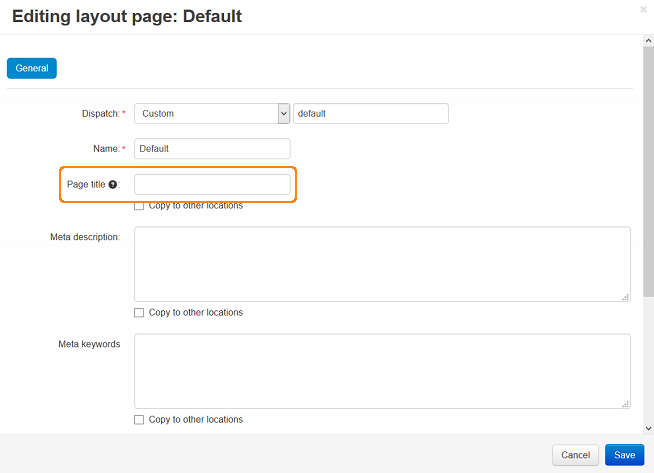 Editing layout page: Default
General
Dispatch: * Custom default
Name: * Default
Page title ? :
Copy to other locations
Meta description:
Copy to other locations
Meta keywords
Copy to other locations
Cancel Save